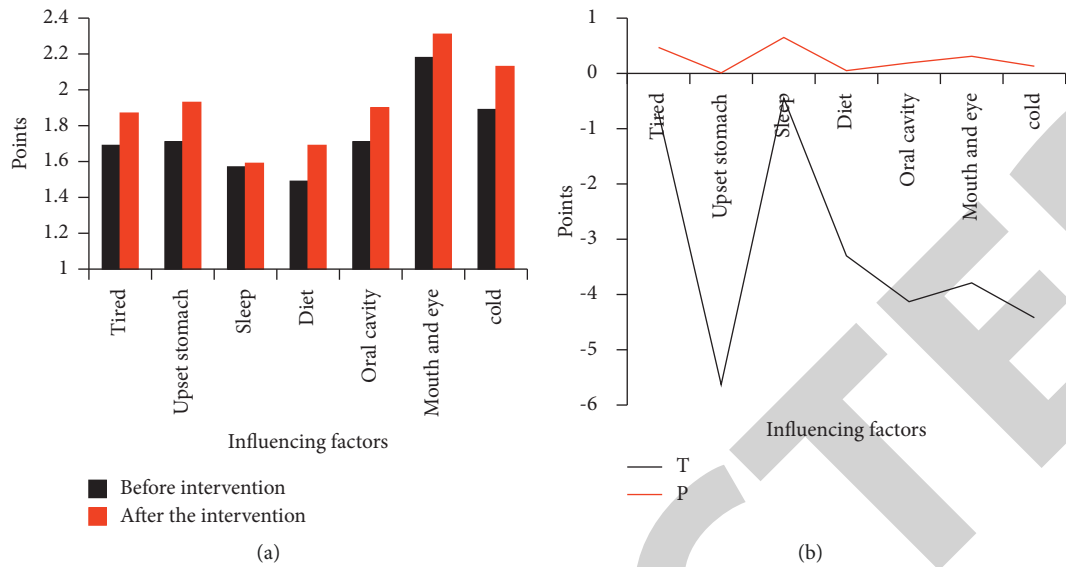 2.4
2.2
2
1.8
1.6
1.4
1.2
1
Points
Tired
Upset stomach
Sleep
Diet
Oral cavity
Mouth and eye
cold
Influencing factors
Before intervention
After the intervention
(a)
1
0
-1
-2
-3
-4
-5
-6
Points
Tired
Upset stomach
Sleep
Diet
Oral cavity
Mouth and eye
cold
Influencing factors
T
P
(b)